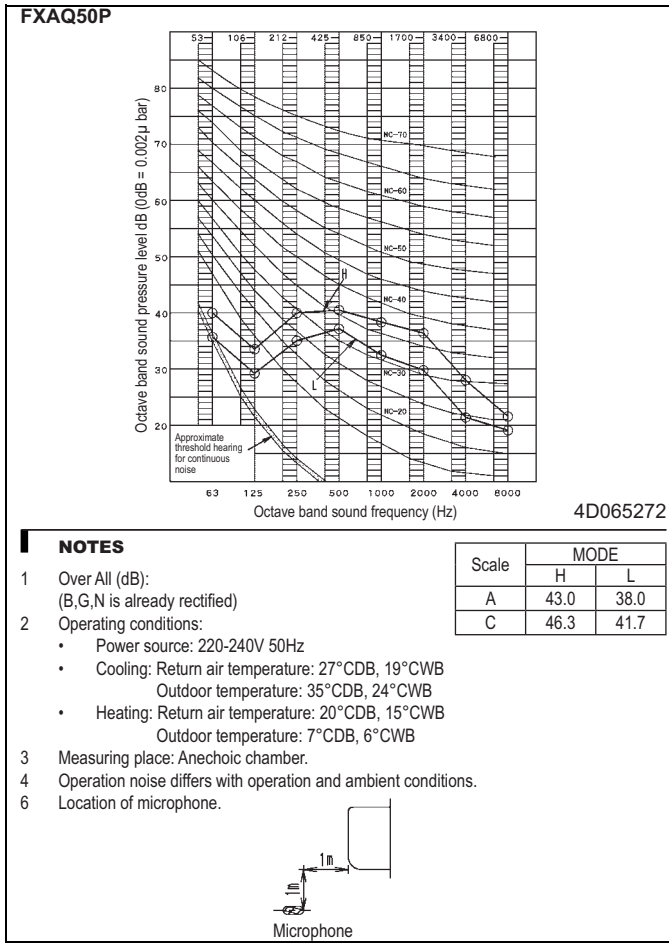 FXAQ50P
53 106 212 425 850 1700 3400 6800
Octave band sound pressure level dB (0dB = 0.002µ bar)
80
70
60
50
40
30
20
NC-70
NC-60
NC-50
NC-40
NC-30
NC-20
H
L
Approximate
threshold hearing
for continuous
noise
63 125 250 500 1000 2000 4000 8000
Octave band sound frequency (Hz)
4D065272
NOTES
1 Over All (dB):
(B,G,N is already rectified)
2 Operating conditions:
• Power source: 220-240V 50Hz
• Cooling: Return air temperature: 27°CDB, 19°CWB
Outdoor temperature: 35°CDB, 24°CWB
• Heating: Return air temperature: 20°CDB, 15°CWB
Outdoor temperature: 7°CDB, 6°CWB
3 Measuring place: Anechoic chamber.
4 Operation noise differs with operation and ambient conditions.
6 Location of microphone.
Scale MODE
H L
A 43.0 38.0
C 46.3 41.7
1m
1m
Microphone